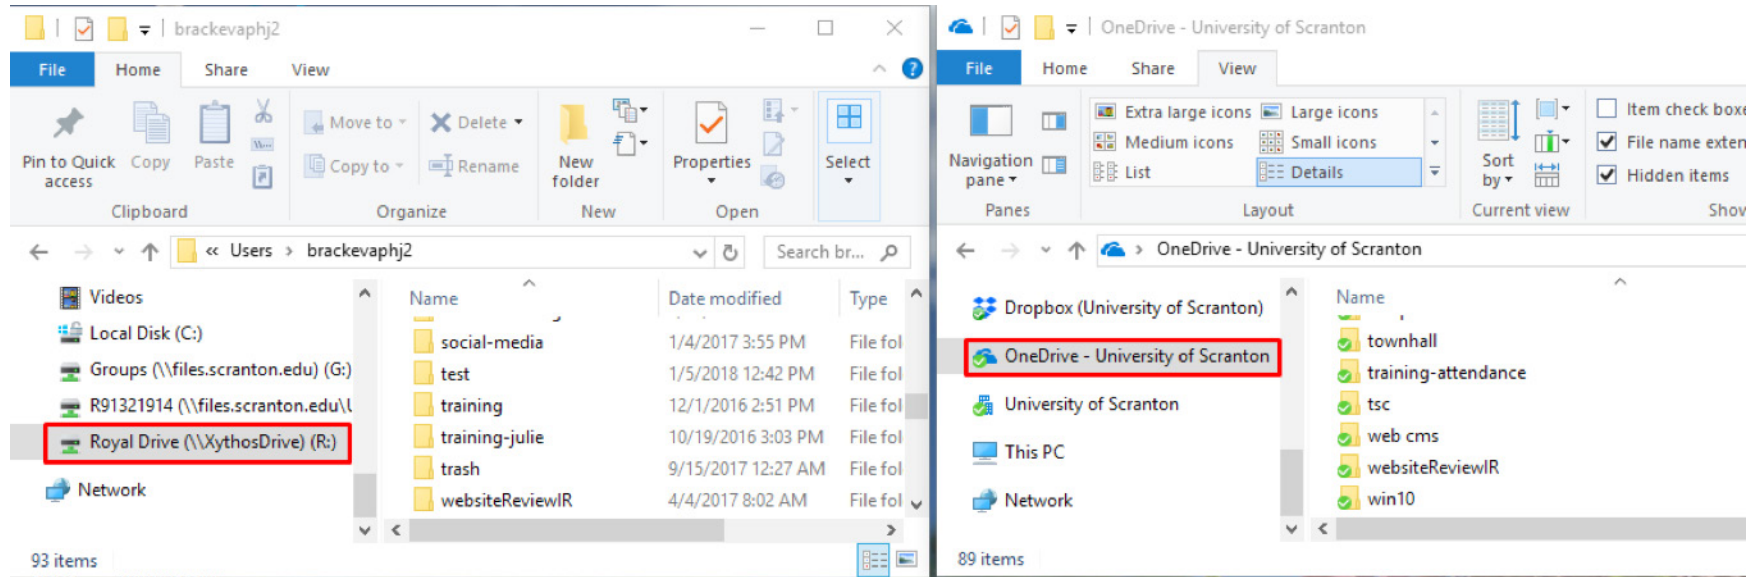 brackevaphj2
File Home Share View
Pin to Quick access Copy Paste
Move to Delete
Copy to Rename
New folder
Properties
Select
Clipboard Organize New Open
« Users › brackevaphj2
Search br...
Videos
Local Disk (C:)
Groups (\\files.scranton.edu) (G:)
R91321914 (\\files.scranton.edu\U
Royal Drive (\\XythosDrive) (R:)
Network
Name Date modified Type
social-media 1/4/2017 3:55 PM File fol
test 1/5/2018 12:42 PM File fol
training 12/1/2016 2:51 PM File fol
training-julie 10/19/2016 3:03 PM File fol
trash 9/15/2017 12:27 AM File fol
websiteReviewIR 4/4/2017 8:02 AM File fol
93 items
OneDrive - University of Scranton
File Home Share View
Navigation pane
Extra large icons Large icons
Medium icons Small icons
List Details
Sort by
Item check boxe
File name exten
Hidden items
Panes Layout Current view Show
› OneDrive - University of Scranton
Dropbox (University of Scranton)
OneDrive - University of Scranton
University of Scranton
This PC
Network
Name
townhall
training-attendance
tsc
web cms
websiteReviewIR
win10
89 items